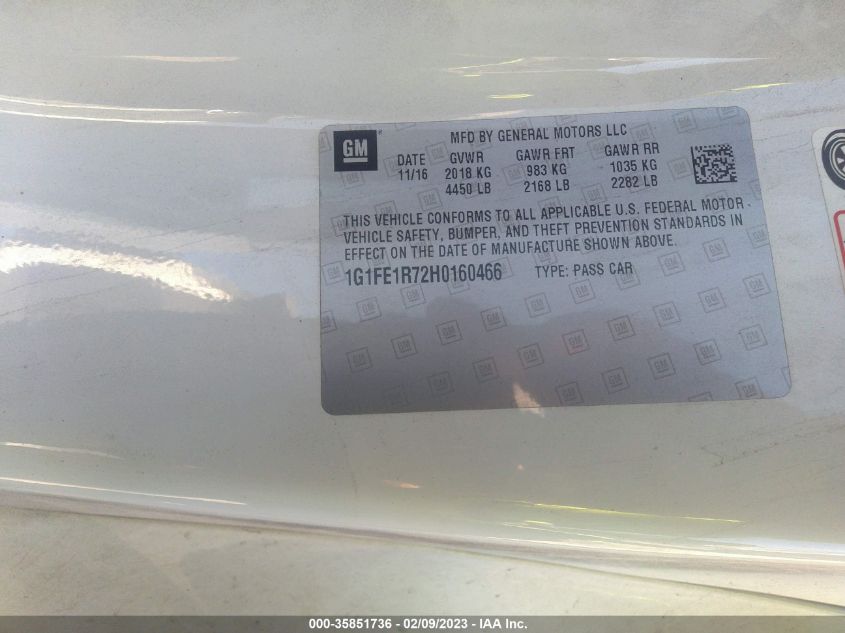 GM
MFD BY GENERAL MOTORS LLC
DATE GVWR GAWR FRT GAWR RR
11/16 2018 KG 983 KG 1035 KG
4450 LB 2168 LB 2282 LB
THIS VEHICLE CONFORMS TO ALL APPLICABLE U.S. FEDERAL MOTOR
VEHICLE SAFETY, BUMPER, AND THEFT PREVENTION STANDARDS IN
EFFECT ON THE DATE OF MANUFACTURE SHOWN ABOVE.
1G1FE1R72H0160466 TYPE: PASS CAR
000-35851736 - 02/09/2023 - IAA Inc.